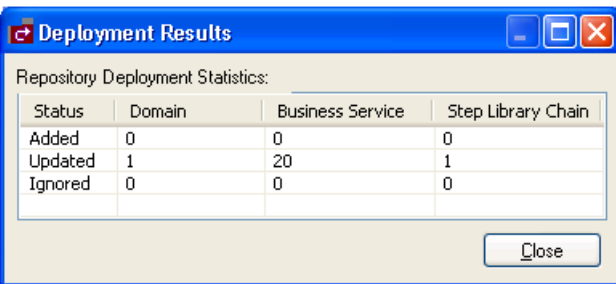 Deployment Results
Repository Deployment Statistics:
Status Domain Business Service Step Library Chain
Added 0 0 0
Updated 1 20 1
Ignored 0 0 0
Close